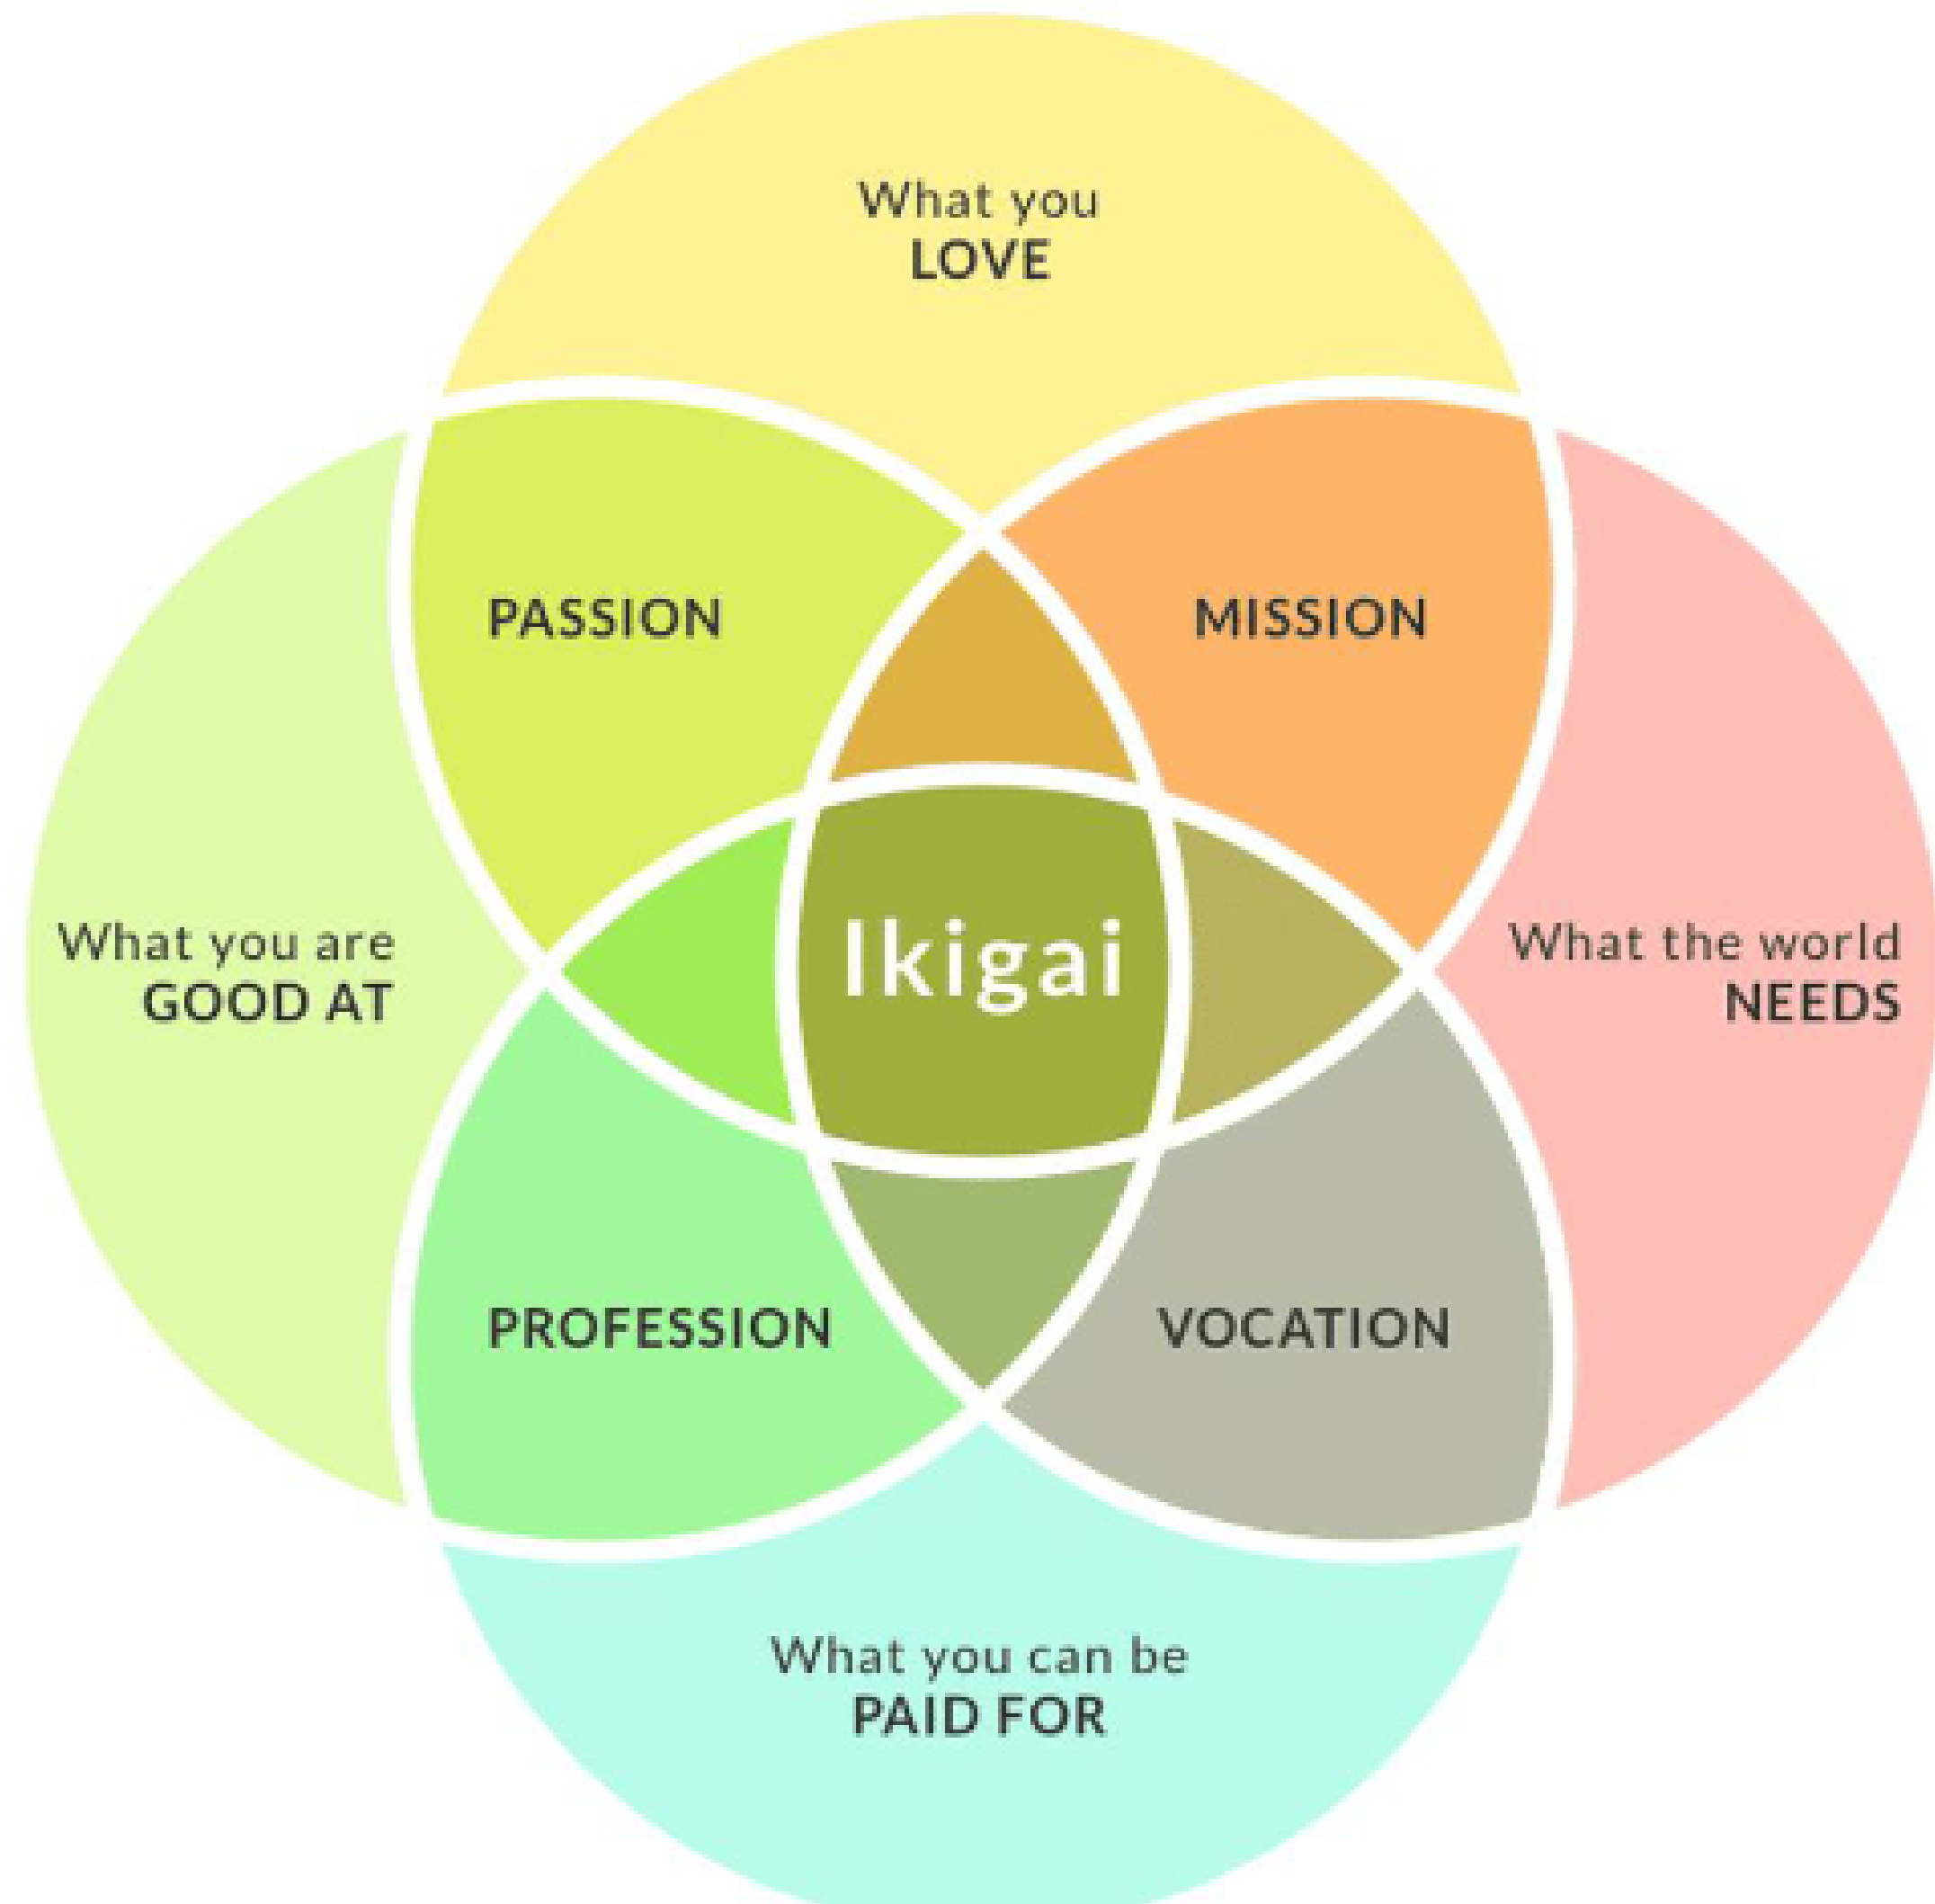 What you
LOVE
PASSION
MISSION
What you are
GOOD AT
Ikigai
What the world
NEEDS
PROFESSION
VOCATION
What you can be
PAID FOR